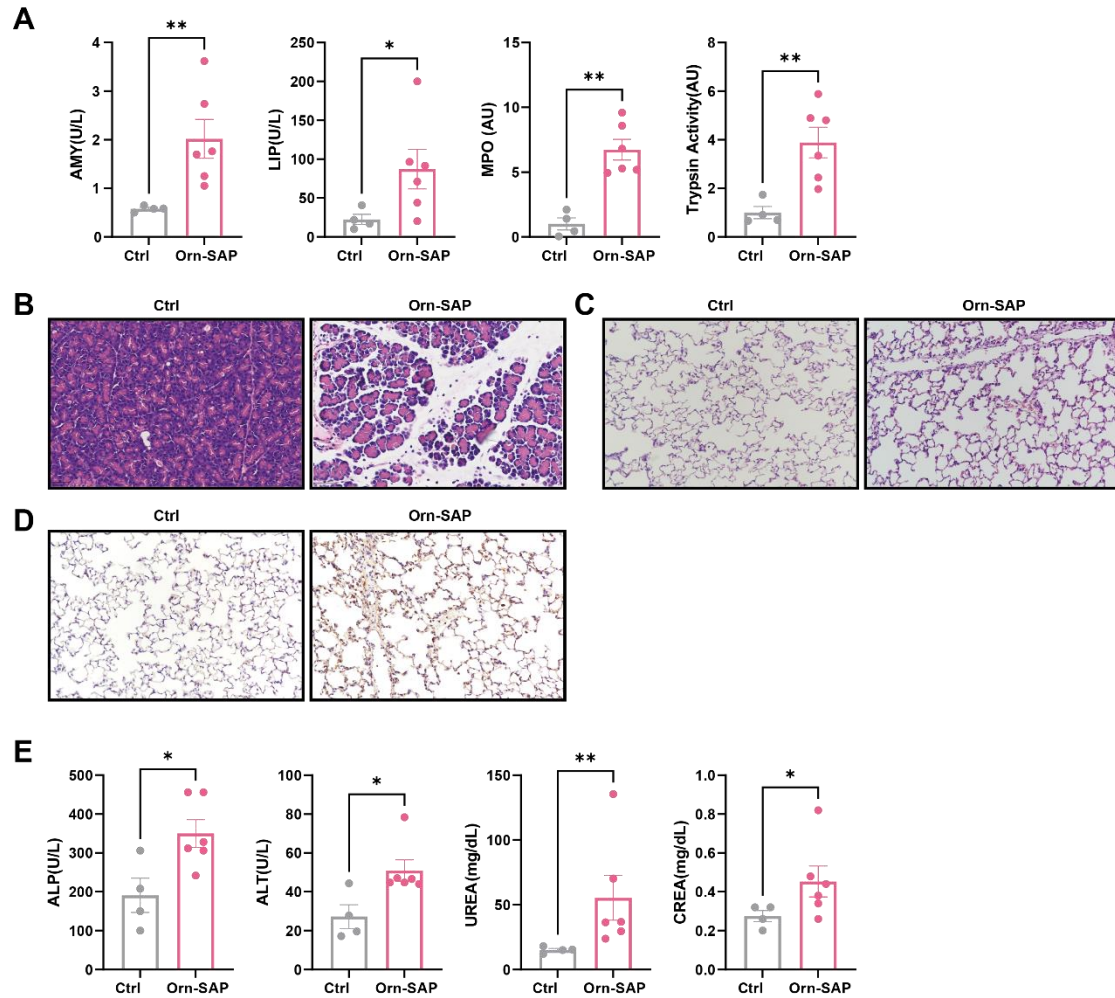 A
AMY(U/L)
4
3
2
1
0
**
Ctrl Orn-SAP
LIP(U/L)
250
200
150
100
50
0
*
Ctrl Orn-SAP
MPO (AU)
15
10
5
0
**
Ctrl Orn-SAP
Trypsin Activity(AU)
8
6
4
2
0
**
Ctrl Orn-SAP
B
Ctrl Orn-SAP
C
Ctrl Orn-SAP
D
Ctrl Orn-SAP
E
ALP(U/L)
500
400
300
200
100
0
*
Ctrl Orn-SAP
ALT(U/L)
100
80
60
40
20
0
*
Ctrl Orn-SAP
UREA(mg/dL)
150
100
50
0
**
Ctrl Orn-SAP
CREA(mg/dL)
1.0
0.8
0.6
0.4
0.2
0.0
*
Ctrl Orn-SAP